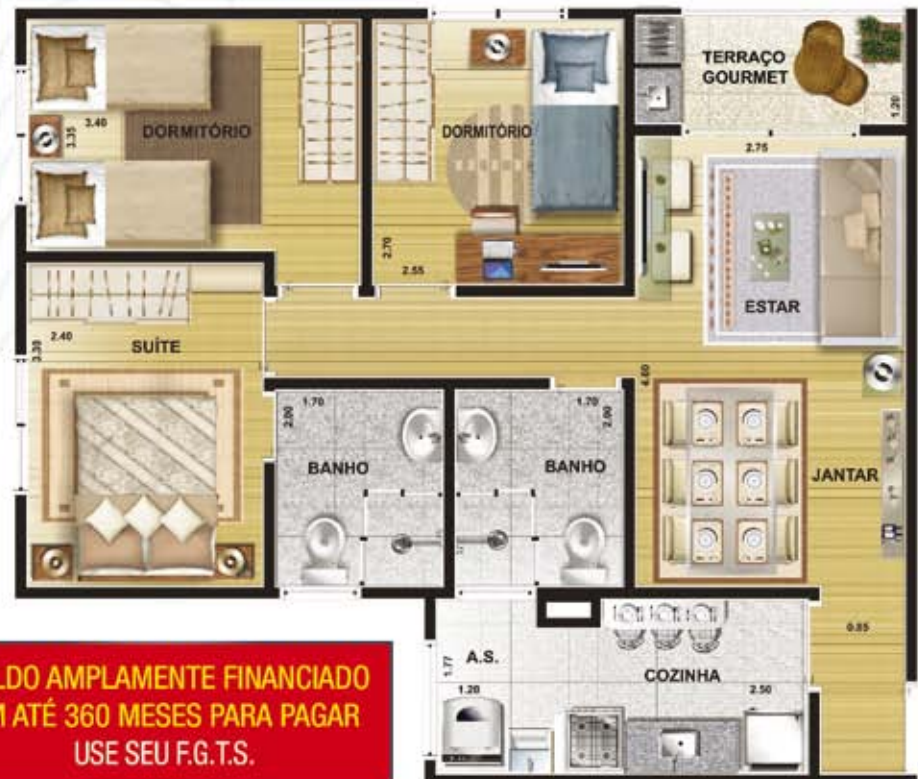 TERRAÇO
GOURMET
1.20
DORMITÓRIO
3.40
3.35
DORMITÓRIO
2.70
2.55
2.75
ESTAR
SUÍTE
2.40
3.30
BANHO
1.70
2.00
BANHO
1.70
2.00
4.60
JANTAR
0.85
A.S.
1.77
1.20
COZINHA
2.50
LDO AMPLAMENTE FINANCIADO
M ATÉ 360 MESES PARA PAGAR
USE SEU F.G.T.S.